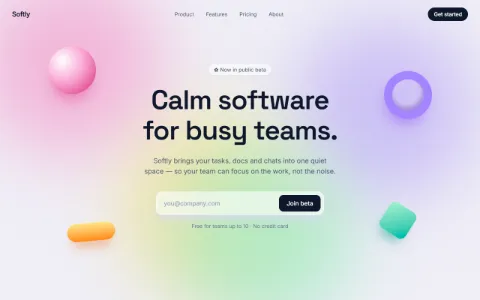 Softly
Product Features Pricing About
Get started
Now in public beta
Calm software
for busy teams.
Softly brings your tasks, docs and chats into one quiet
space — so your team can focus on the work, not the noise.
you@company.com
Join beta
Free for teams up to 10 · No credit card